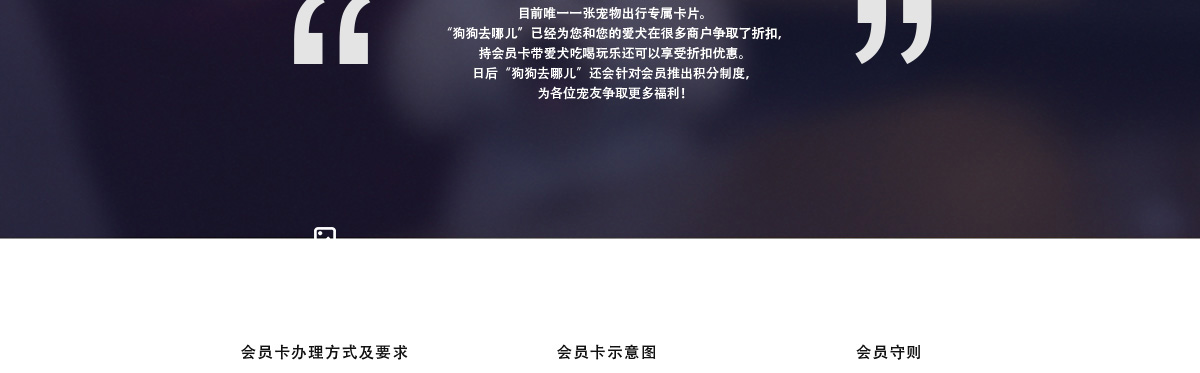 目前唯一一张宠物出行专属卡片。
“狗狗去哪儿”已经为您和您的爱犬在很多商户争取了折扣，
持会员卡带爱犬吃喝玩乐还可以享受折扣优惠。
日后“狗狗去哪儿”还会针对会员推出积分制度，
为各位宠友争取更多福利！
会员卡办理方式及要求
会员卡示意图
会员守则